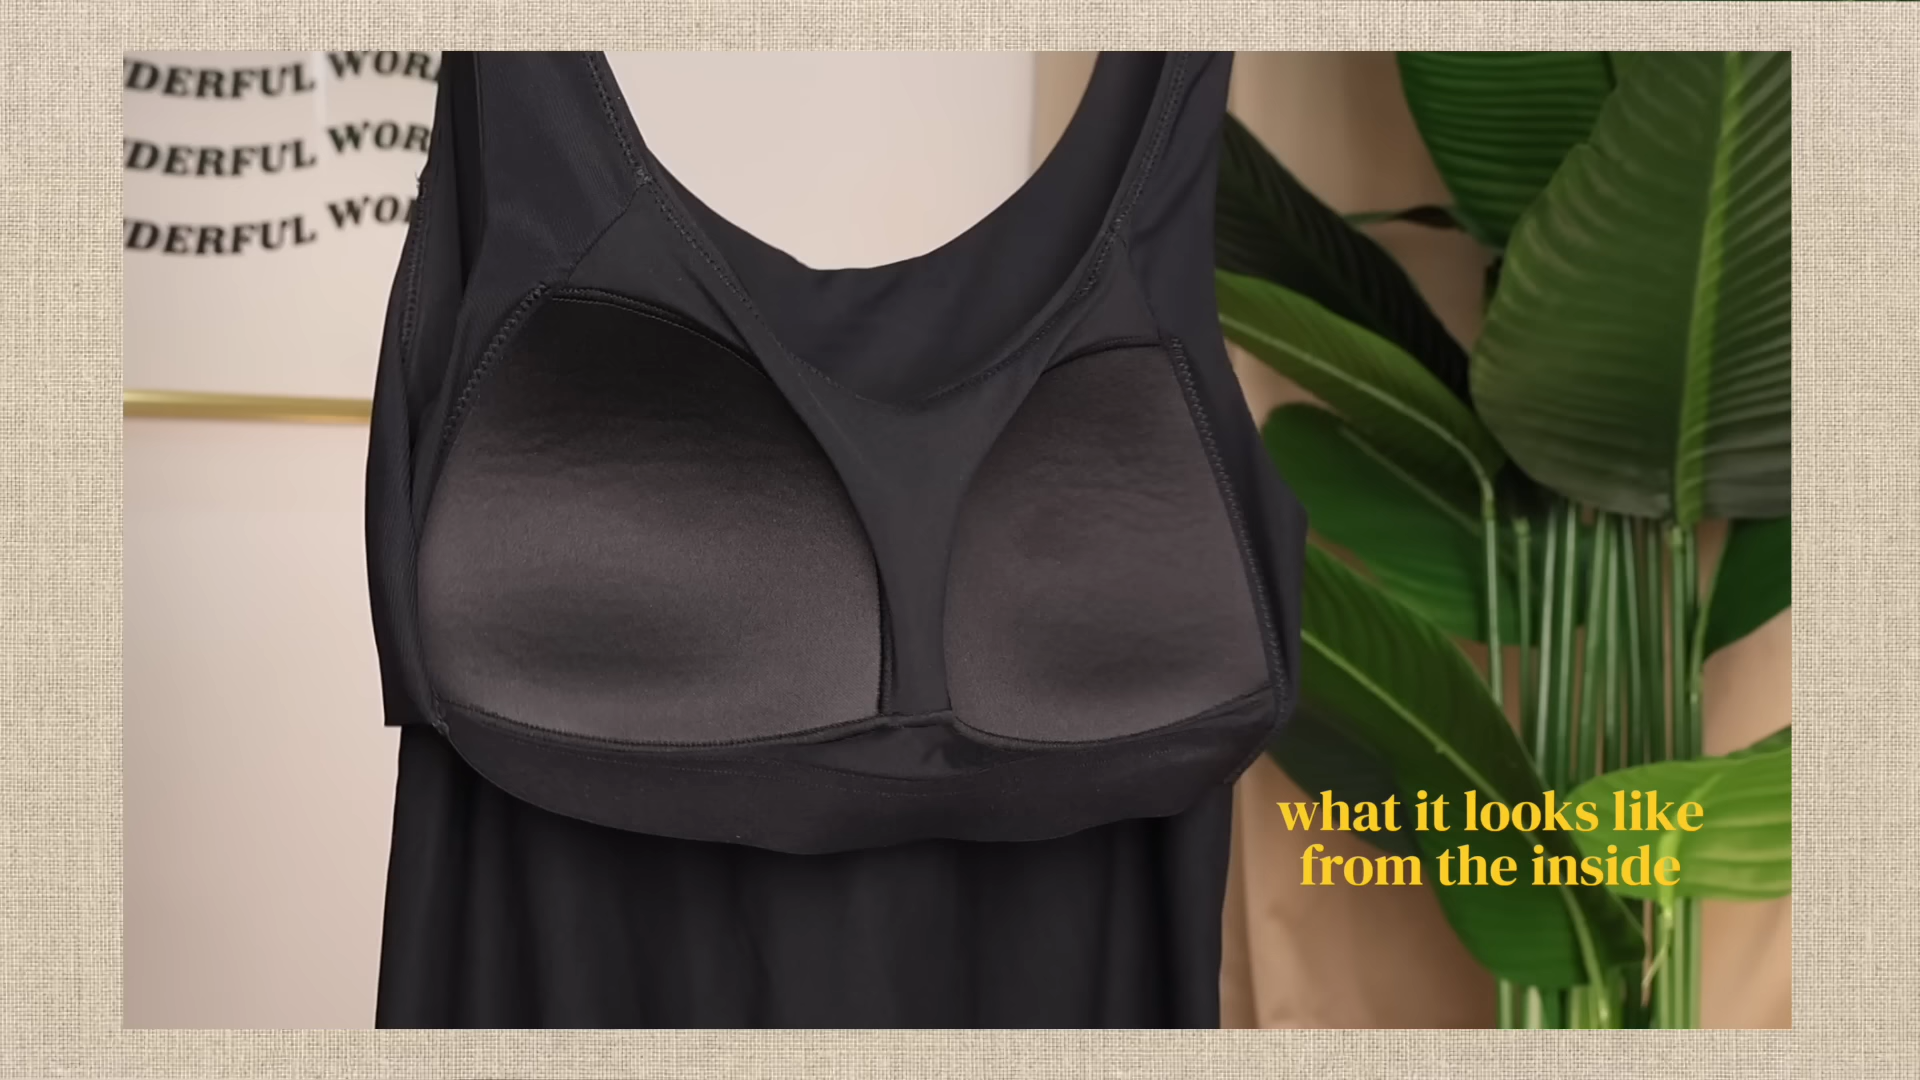 DERFUL WOR
DERFUL WOR
DERFUL WO
what it looks like
from the inside